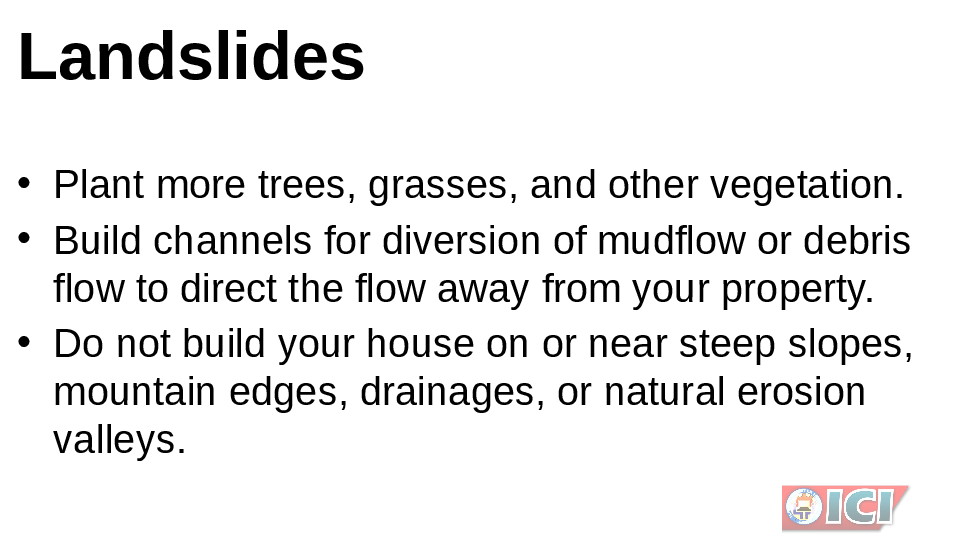 Landslides
• Plant more trees, grasses, and other vegetation.
• Build channels for diversion of mudflow or debris
flow to direct the flow away from your property.
• Do not build your house on or near steep slopes,
mountain edges, drainages, or natural erosion
valleys.
ICI